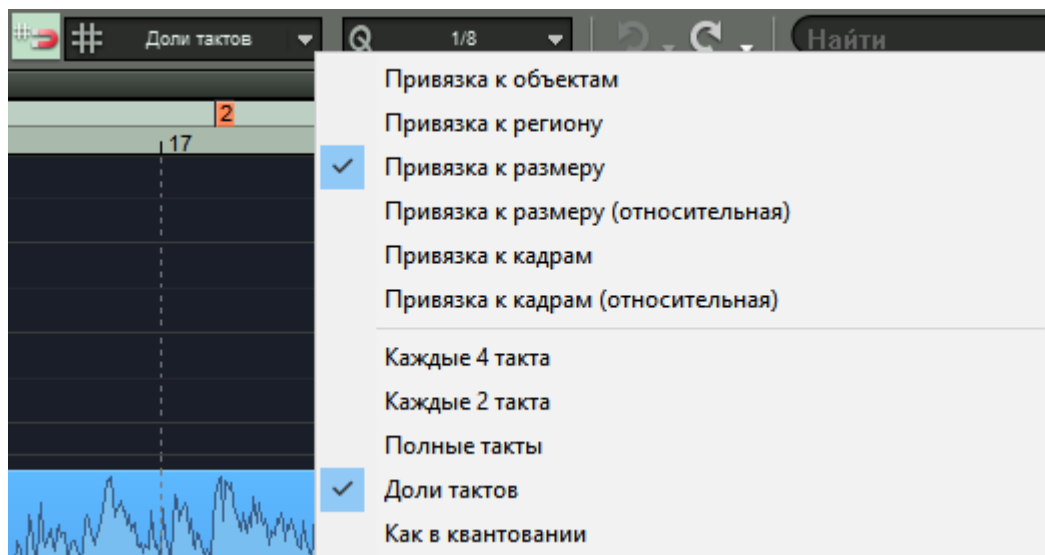 Доли тактов
Q 1/8
Найти
2
17
Привязка к объектам
Привязка к региону
Привязка к размеру
Привязка к размеру (относительная)
Привязка к кадрам
Привязка к кадрам (относительная)
Каждые 4 такта
Каждые 2 такта
Полные такты
Доли тактов
Как в квантовании